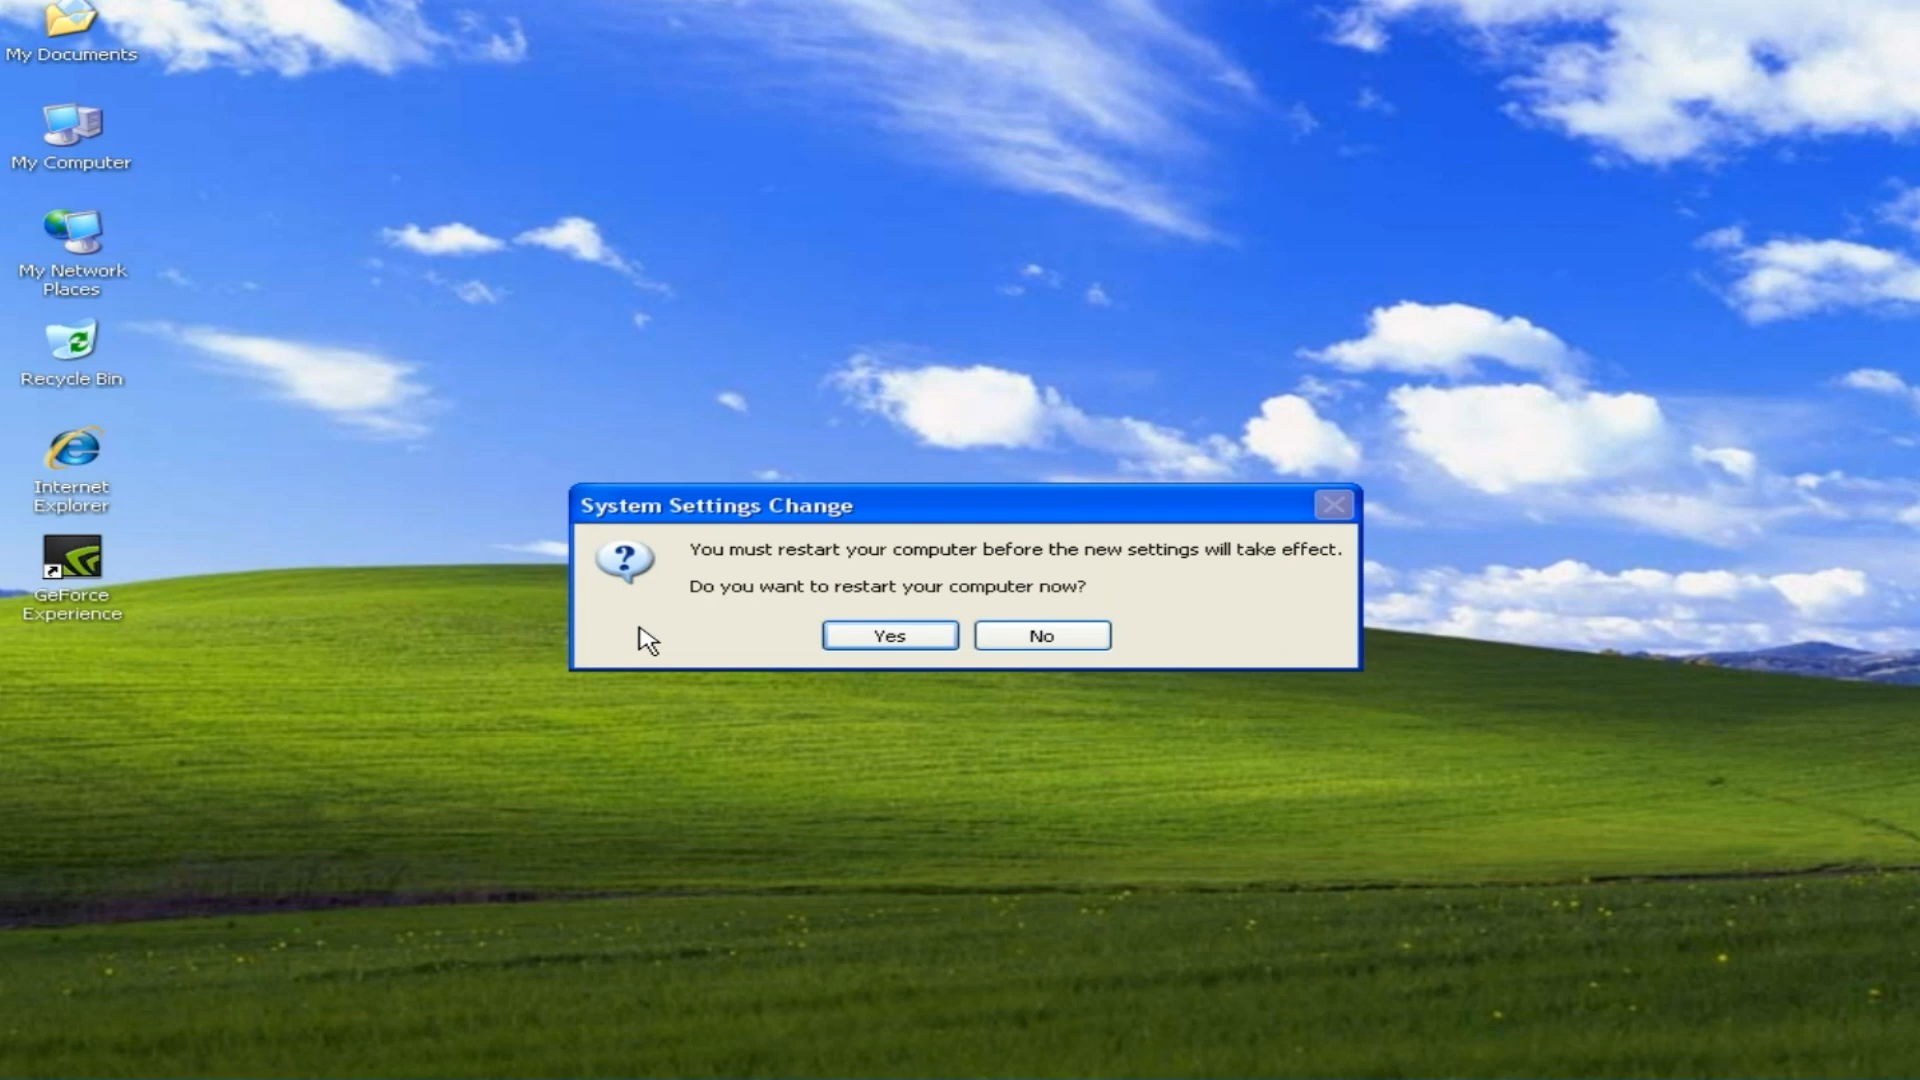 My Documents
My Computer
My Network
Places
Recycle Bin
Internet
Explorer
GeForce
Experience
System Settings Change
You must restart your computer before the new settings will take effect.
Do you want to restart your computer now?
Yes
No